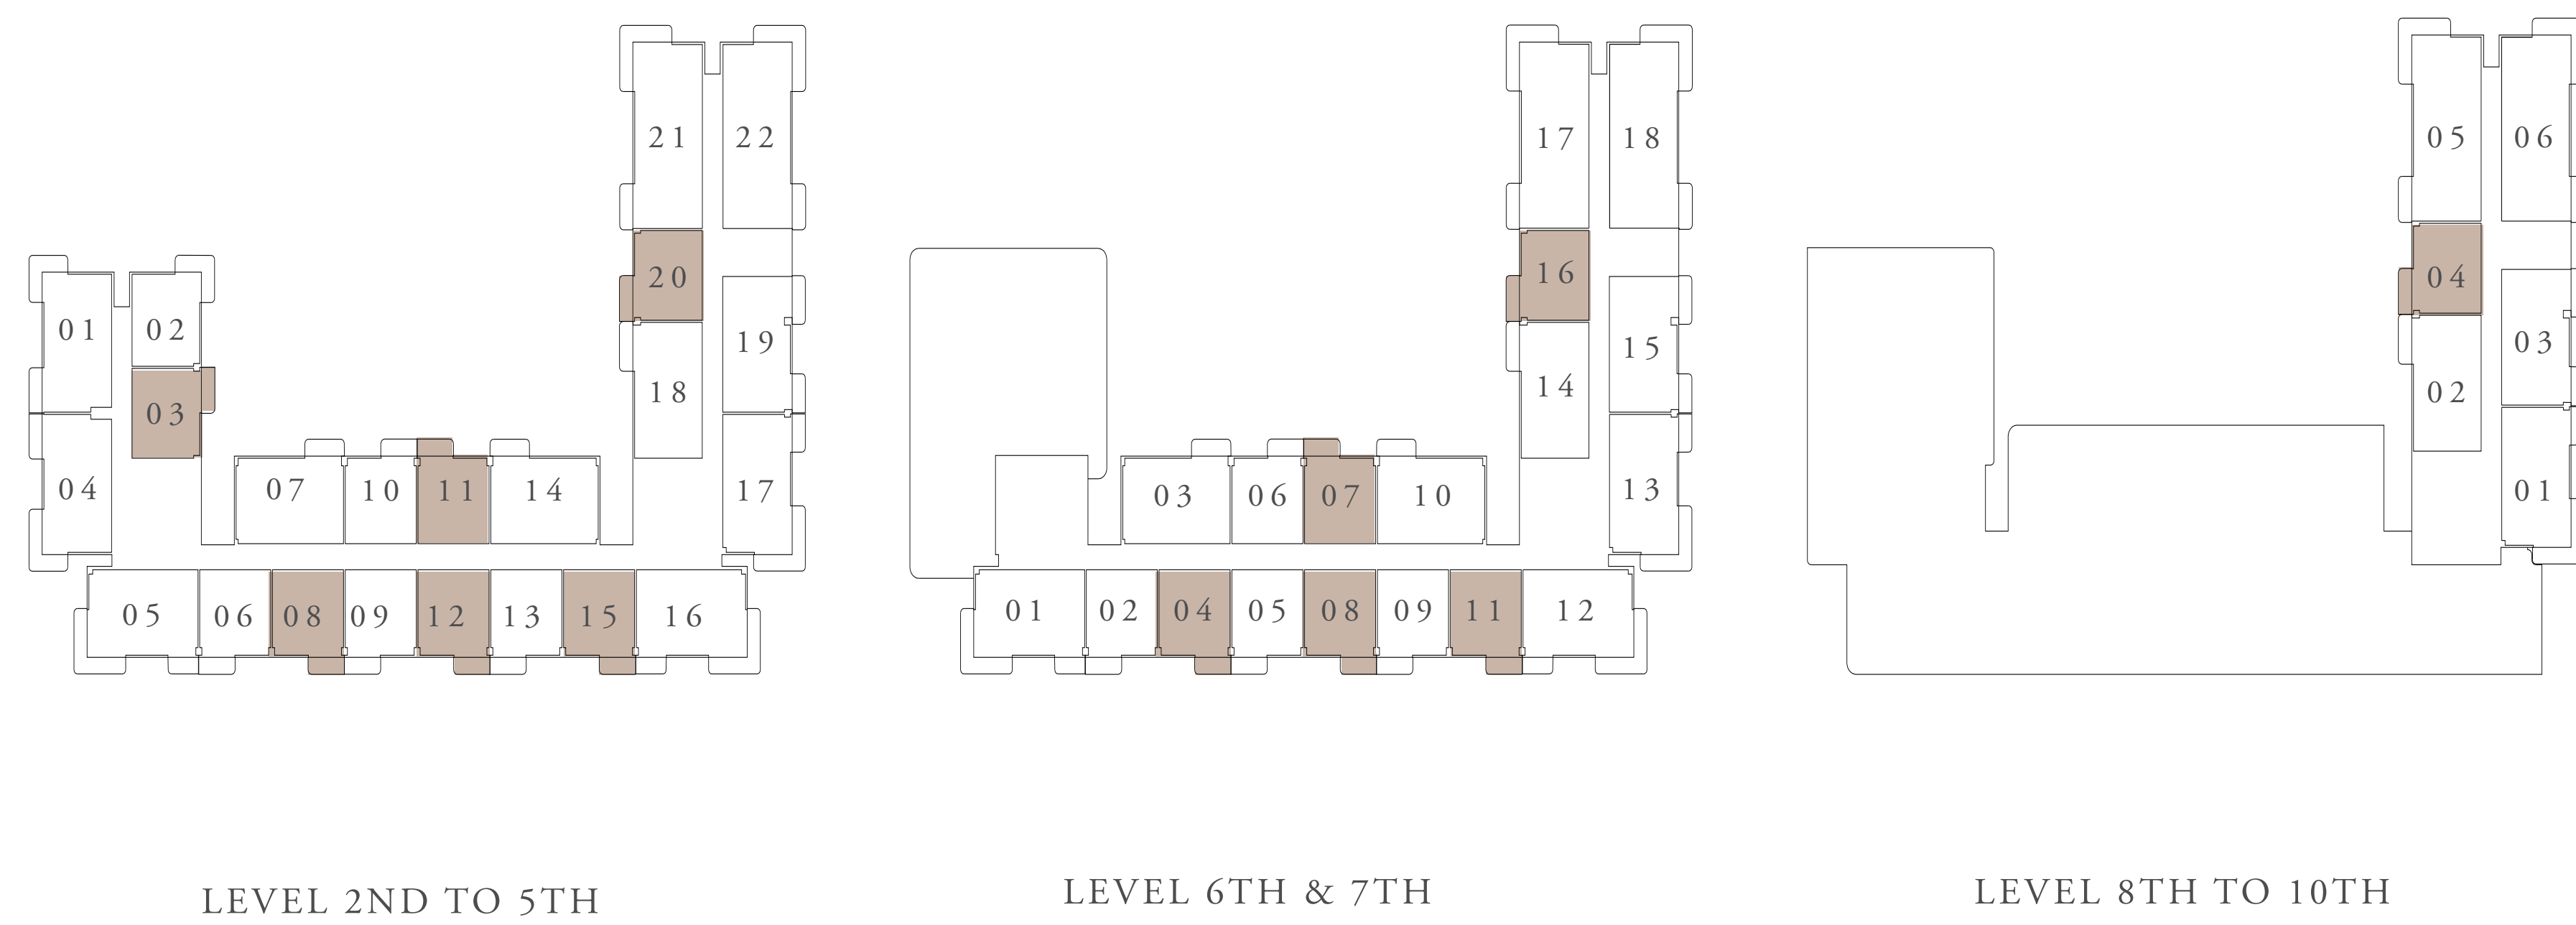 21 22
20
19
18
17
01 02
03
04
07 10 11 14
05 06 08 09 12 13 15 16
LEVEL 2ND TO 5TH
17 18
16
15
14
13
03 06 07 10
01 02 04 05 08 09 11 12
LEVEL 6TH & 7TH
05 06
04
03
02
01
LEVEL 8TH TO 10TH